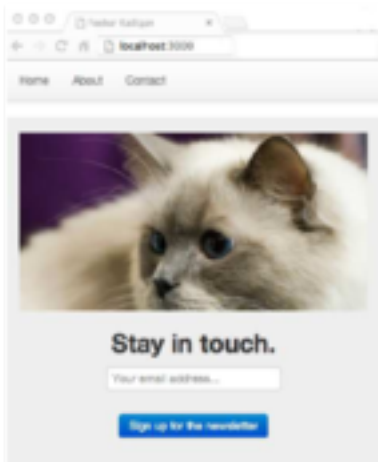 localhost:3000
Home About Contact
Stay in touch.
Your email address...
Sign up for the newsletter